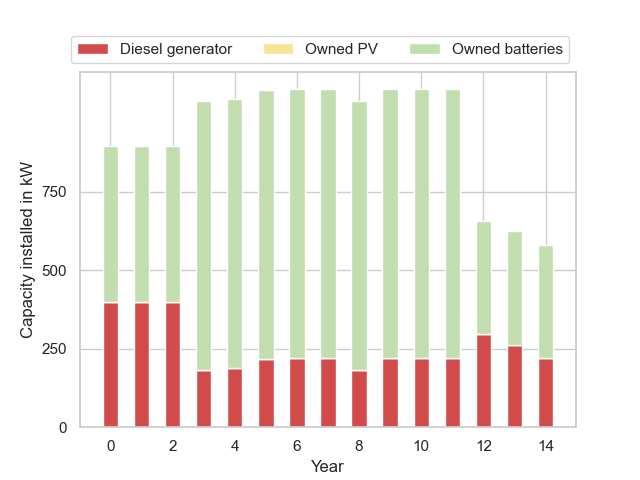 Diesel generator Owned PV Owned batteries
Capacity installed in kW
750
500
250
0
0 2 4 6 8 10 12 14
Year